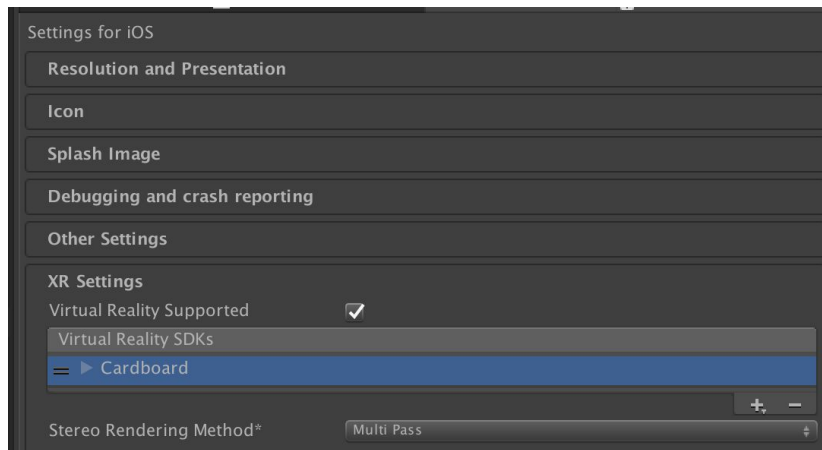 Settings for iOS
Resolution and Presentation
Icon
Splash Image
Debugging and crash reporting
Other Settings
XR Settings
Virtual Reality Supported
Virtual Reality SDKs
Cardboard
Stereo Rendering Method* Multi Pass